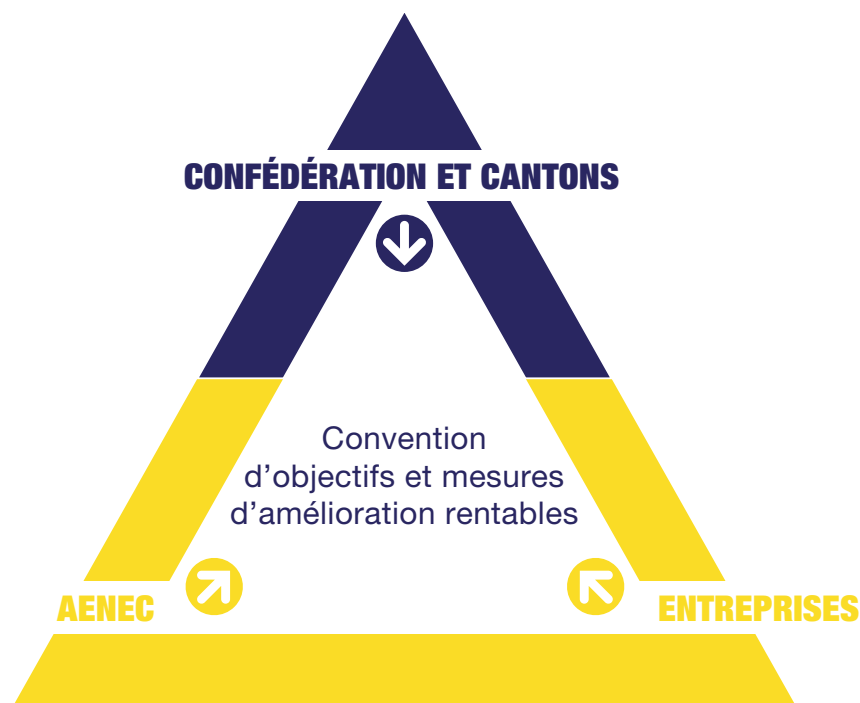 CONFÉDÉRATION ET CANTONS
Convention
d’objectifs et mesures
d’amélioration rentables
AENEC
ENTREPRISES